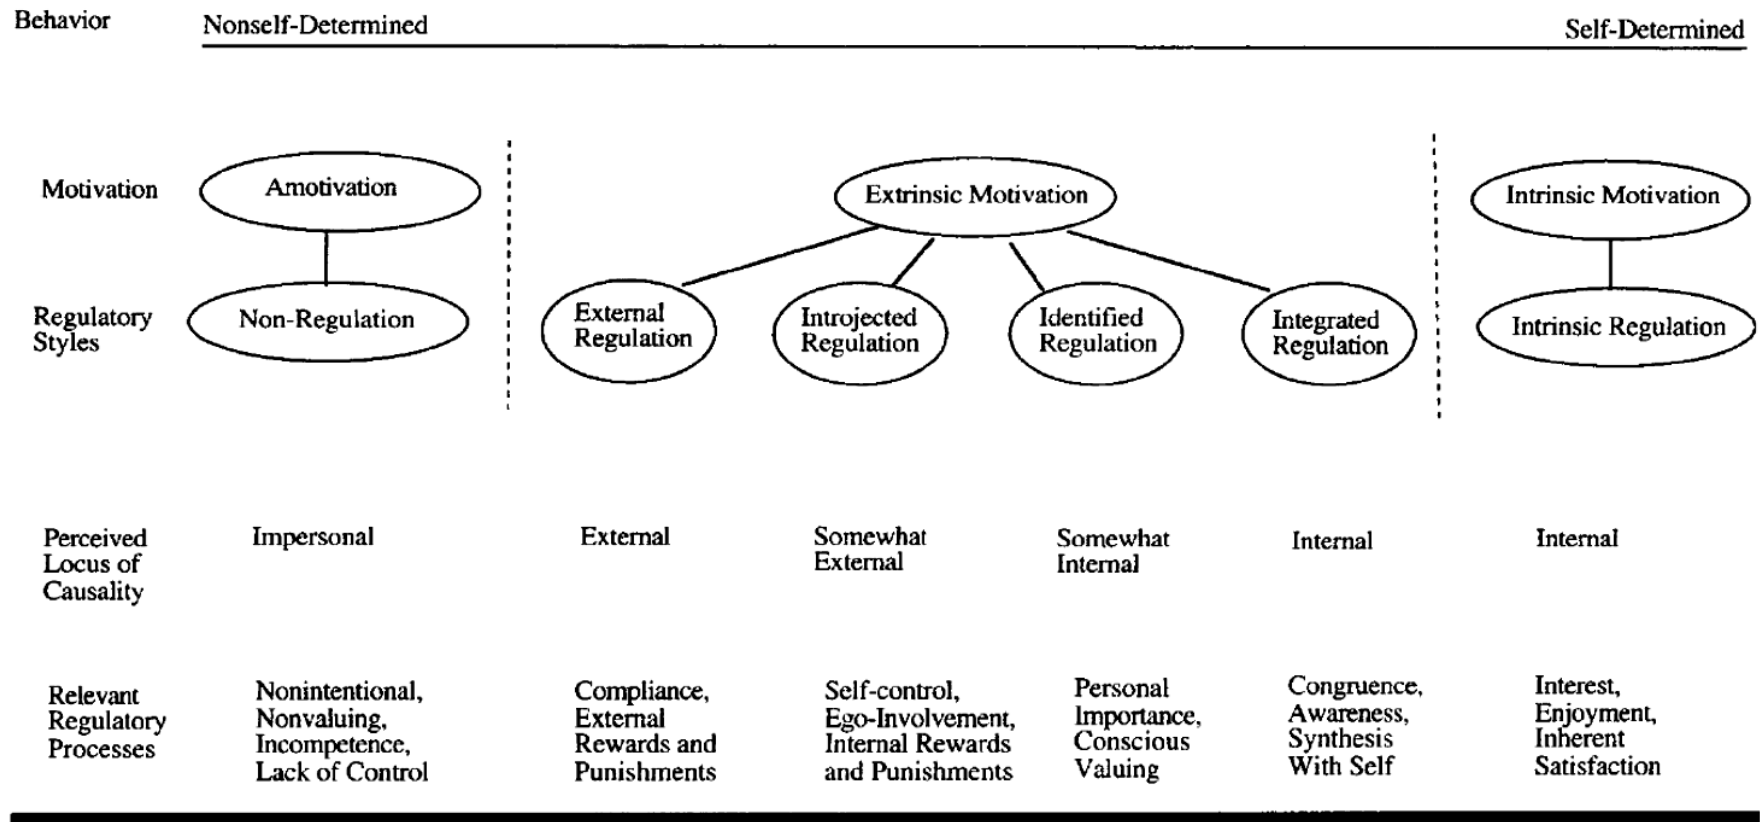 Behavior
Nonself-Determined
Self-Determined
Motivation
Amotivation
Extrinsic Motivation
Intrinsic Motivation
Regulatory
Styles
Non-Regulation
External
Regulation
Introjected
Regulation
Identified
Regulation
Integrated
Regulation
Intrinsic Regulation
Perceived
Locus of
Causality
Impersonal
External
Somewhat
External
Somewhat
Internal
Internal
Internal
Relevant
Regulatory
Processes
Nonintentional,
Nonvaluing,
Incompetence,
Lack of Control
Compliance,
External
Rewards and
Punishments
Self-control,
Ego-Involvement,
Internal Rewards
and Punishments
Personal
Importance,
Conscious
Valuing
Congruence,
Awareness,
Synthesis
With Self
Interest,
Enjoyment,
Inherent
Satisfaction